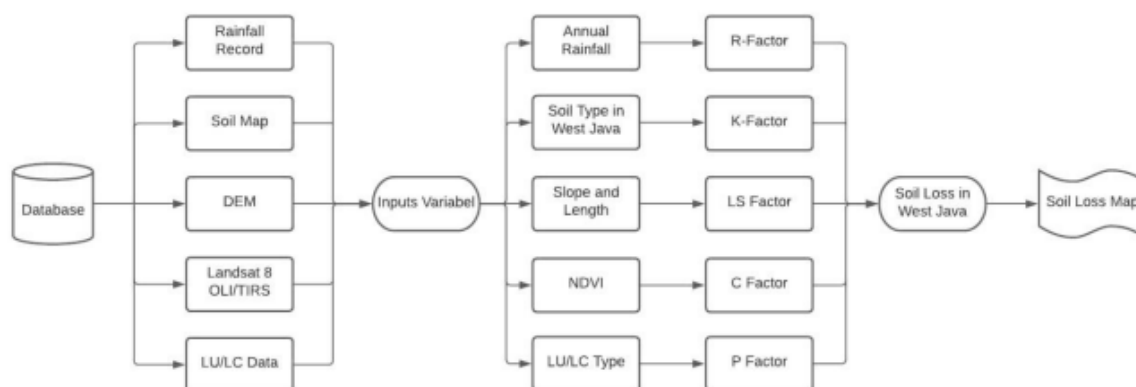 Database
Rainfall
Record
Soil Map
DEM
Landsat 8
OLI/TIRS
LU/LC Data
Inputs Variabel
Annual
Rainfall
Soil Type in
West Java
Slope and
Length
NDVI
LU/LC Type
R-Factor
K-Factor
LS Factor
C Factor
P Factor
Soil Loss in
West Java
Soil Loss Map